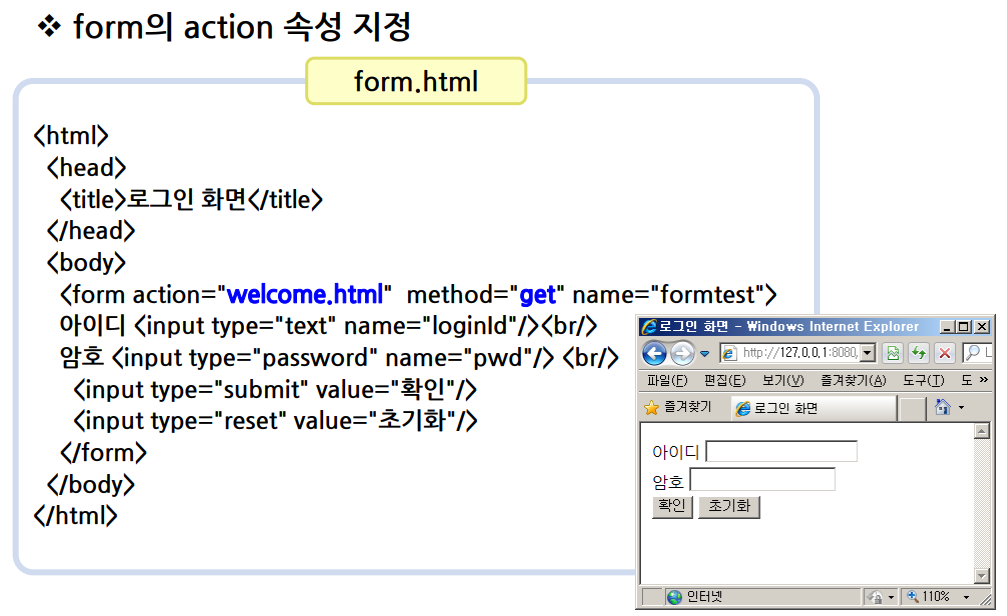 ❖ form의 action 속성 지정
form.html
<html>
<head>
<title>로그인 화면</title>
</head>
<body>
<form action="welcome.html" method="get" name="formtest">
아이디 <input type="text" name="loginId"/><br/>
암호 <input type="password" name="pwd"/> <br/>
<input type="submit" value="확인"/>
<input type="reset" value="초기화"/>
</form>
</body>
</html>
로그인 화면 - Windows Internet Explorer
http://127.0.0.1:8080,
파일(F) 편집(E) 보기(V) 즐겨찾기(A) 도구(T) 도 »
즐겨찾기 로그인 화면
아이디
암호
확인 초기화
인터넷 110%